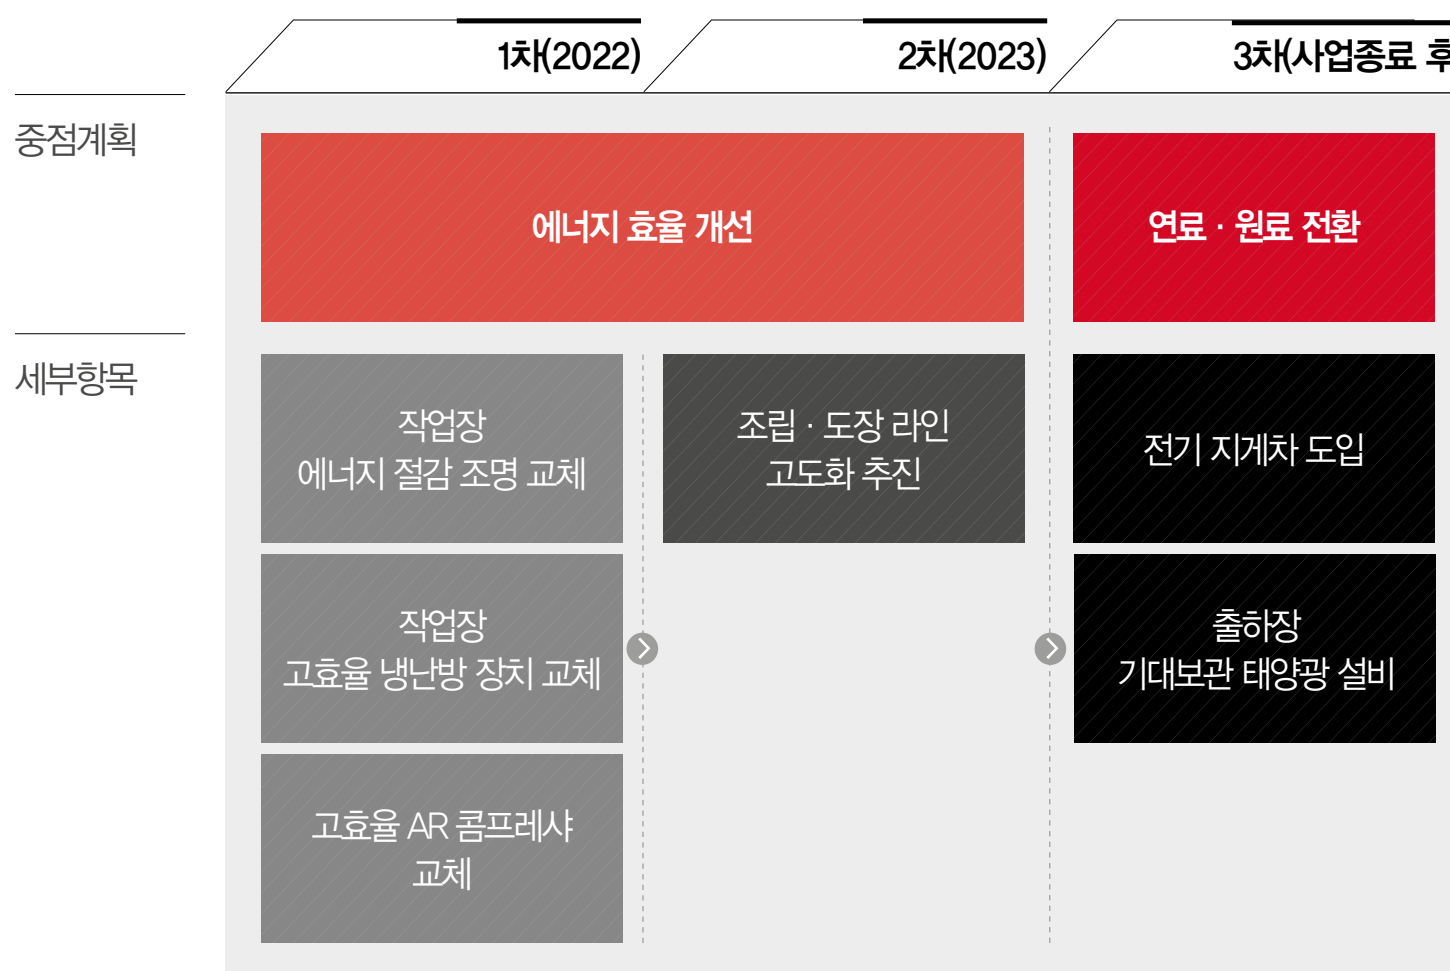 1차(2022)
2차(2023)
3차(사업종료 후
중점계획
에너지 효율 개선
연료 · 원료 전환
세부항목
작업장
에너지 절감 조명 교체
조립 · 도장 라인
고도화 추진
전기 지게차 도입
작업장
고효율 냉난방 장치 교체
출하장
기대보관 태양광 설비
고효율 AR 콤프레샤
교체